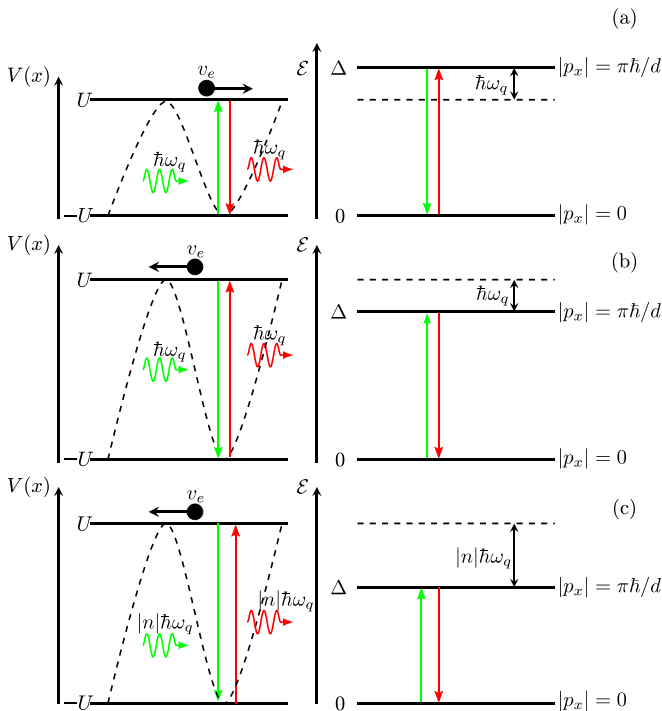 (a)
V(x) v_e ℰ Δ |p_x| = πħ/d
U ħω_q
ħω_q ħω_q
−U 0 |p_x| = 0
V(x) v_e ℰ (b)
U ħω_q
Δ |p_x| = πħ/d
ħω_q ħω_q
−U 0 |p_x| = 0
V(x) v_e ℰ (c)
U
|n|ħω_q
Δ |p_x| = πħ/d
|n|ħω_q |n|ħω_q
−U 0 |p_x| = 0